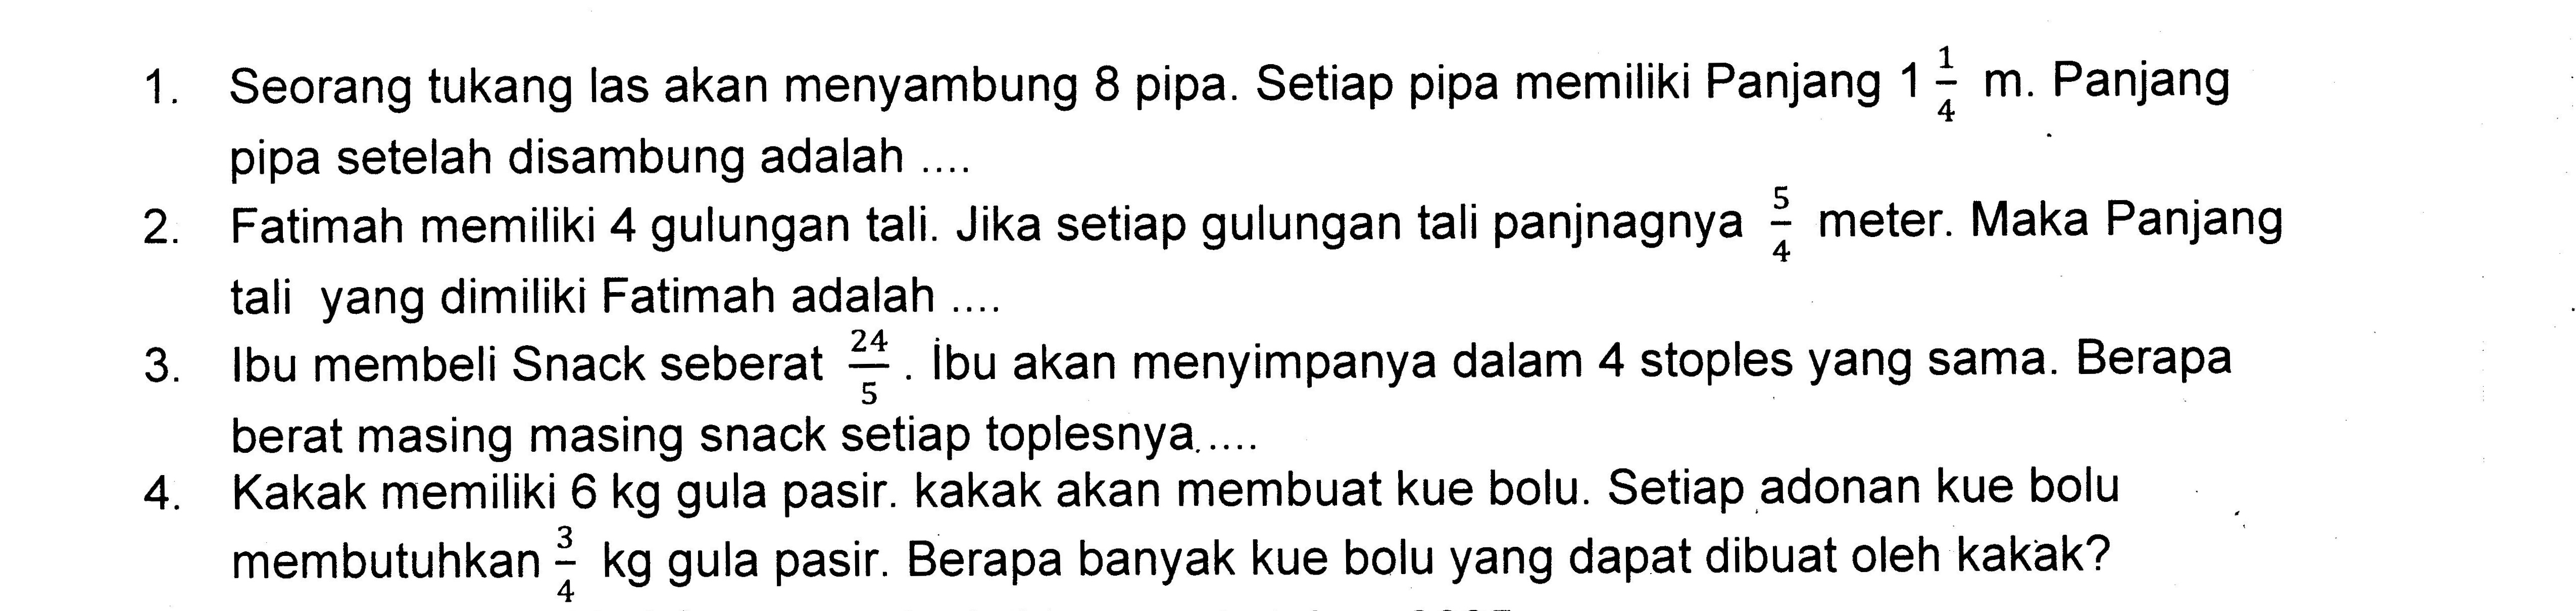 1. Seorang tukang las akan menyambung 8 pipa. Setiap pipa memiliki Panjang 1 1/4 m. Panjang
pipa setelah disambung adalah ....
2. Fatimah memiliki 4 gulungan tali. Jika setiap gulungan tali panjnagnya 5/4 meter. Maka Panjang
tali yang dimiliki Fatimah adalah ....
3. Ibu membeli Snack seberat 24/5 . Ibu akan menyimpanya dalam 4 stoples yang sama. Berapa
berat masing masing snack setiap toplesnya ....
4. Kakak memiliki 6 kg gula pasir. kakak akan membuat kue bolu. Setiap adonan kue bolu
membutuhkan 3/4 kg gula pasir. Berapa banyak kue bolu yang dapat dibuat oleh kakak?